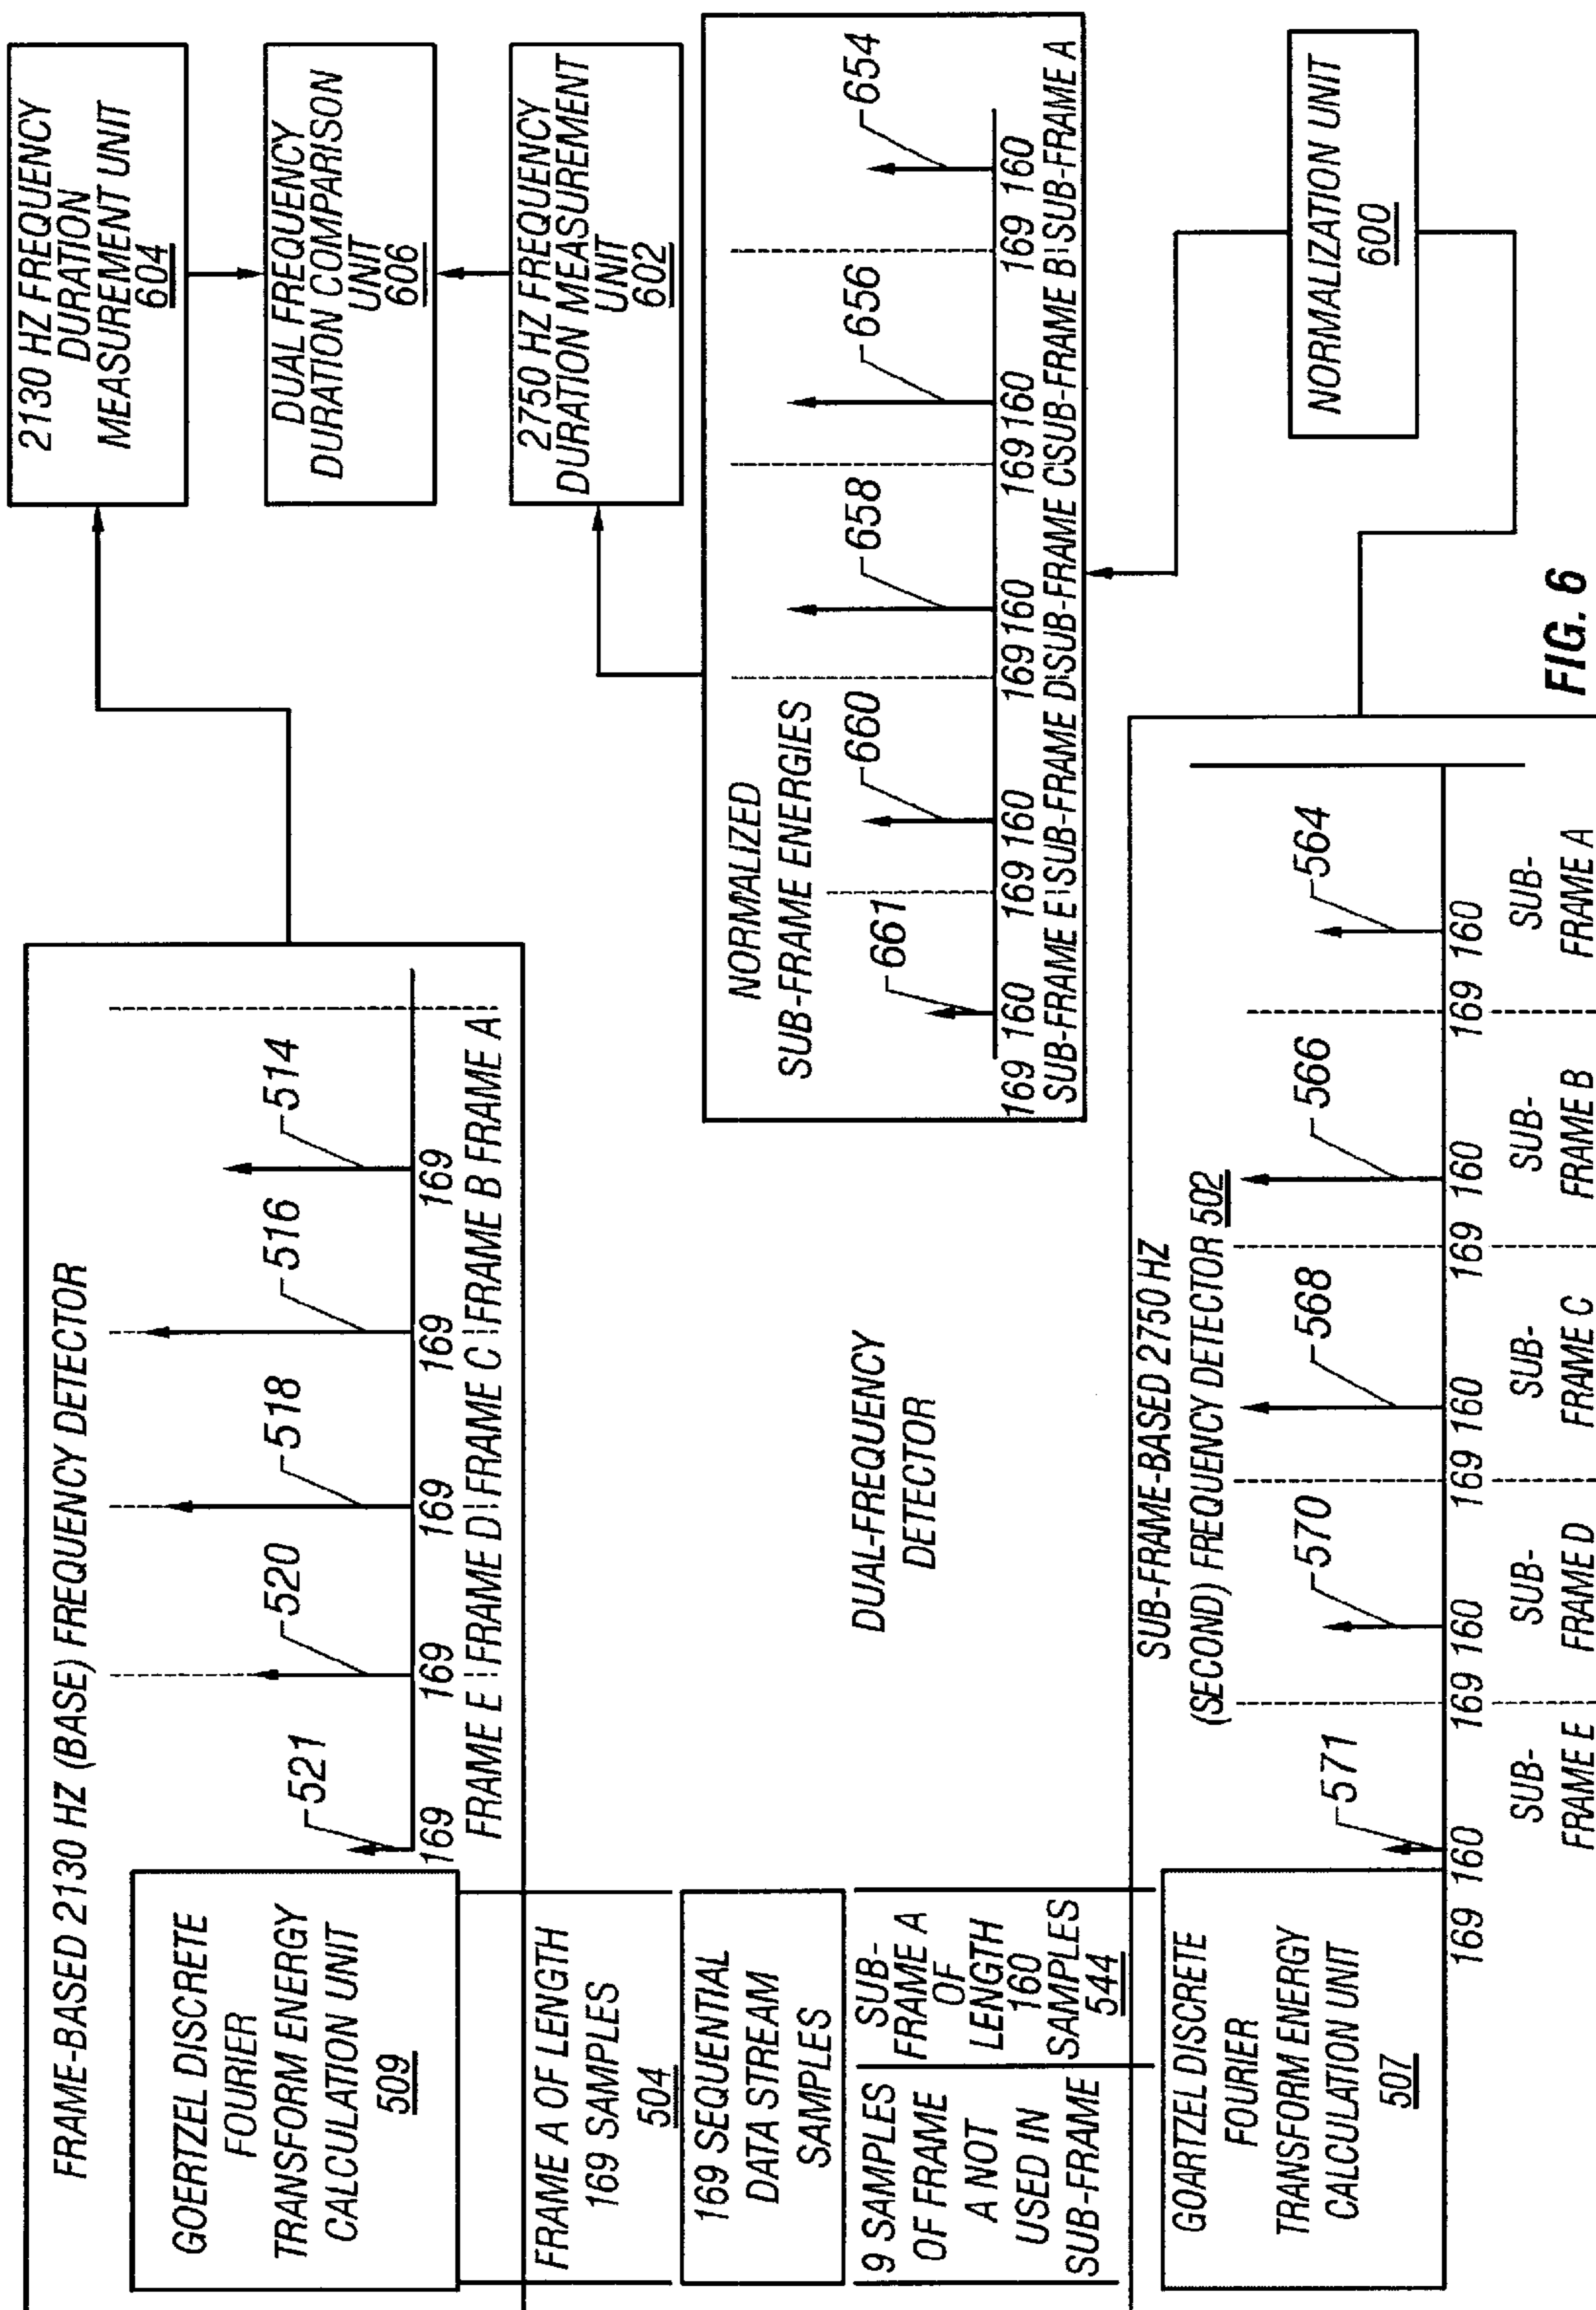 FRAME-BASED 2130 HZ (BASE) FREQUENCY DETECTOR
GOERTZEL DISCRETE
FOURIER
TRANSFORM ENERGY
CALCULATION UNIT
509
521
520
518
516
514
169 169 169 169 169
FRAME E FRAME D FRAME C FRAME B FRAME A
2130 HZ FREQUENCY
DURATION
MEASUREMENT UNIT
604
DUAL FREQUENCY
DURATION COMPARISON
UNIT
606
2750 HZ FREQUENCY
DURATION MEASUREMENT
UNIT
602
FRAME A OF LENGTH
169 SAMPLES
504
169 SEQUENTIAL
DATA STREAM
SAMPLES
9 SAMPLES
OF FRAME
A NOT
USED IN
SUB-FRAME
SUB-
FRAME A
OF
LENGTH
160
SAMPLES
544
DUAL-FREQUENCY
DETECTOR
NORMALIZED
SUB-FRAME ENERGIES
661
660
658
656
654
169 160 169 160 169 160 169 160 169 160
SUB-FRAME E SUB-FRAME D SUB-FRAME C SUB-FRAME B SUB-FRAME A
SUB-FRAME-BASED 2750 HZ
(SECOND) FREQUENCY DETECTOR 502
GOARTZEL DISCRETE
FOURIER
TRANSFORM ENERGY
CALCULATION UNIT
507
571
570
568
566
564
169 160 169 160 169 160 169 160 169 160
SUB-
FRAME E
SUB-
FRAME D
SUB-
FRAME C
SUB-
FRAME B
SUB-
FRAME A
NORMALIZATION UNIT
600
FIG. 6